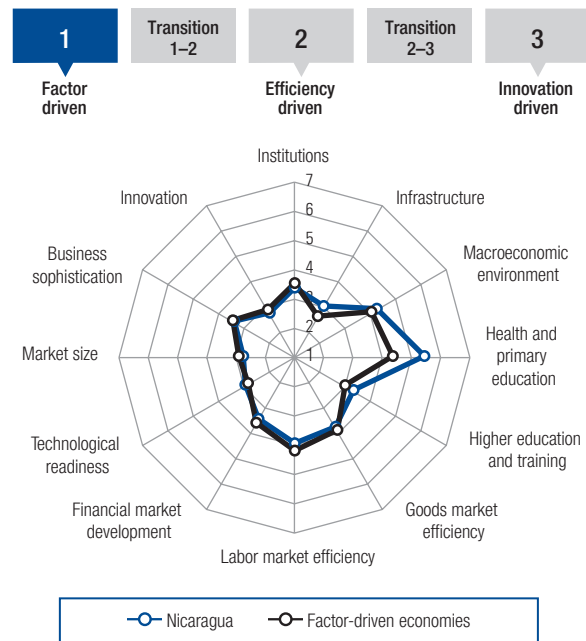 1
Transition
1–2
2
Transition
2–3
3
Factor
driven
Efficiency
driven
Innovation
driven
Institutions
Infrastructure
Macroeconomic
environment
Health and
primary
education
Higher education
and training
Goods market
efficiency
Labor market efficiency
Financial market
development
Technological
readiness
Market size
Business
sophistication
Innovation
7
6
5
4
3
2
1
Nicaragua
Factor-driven economies